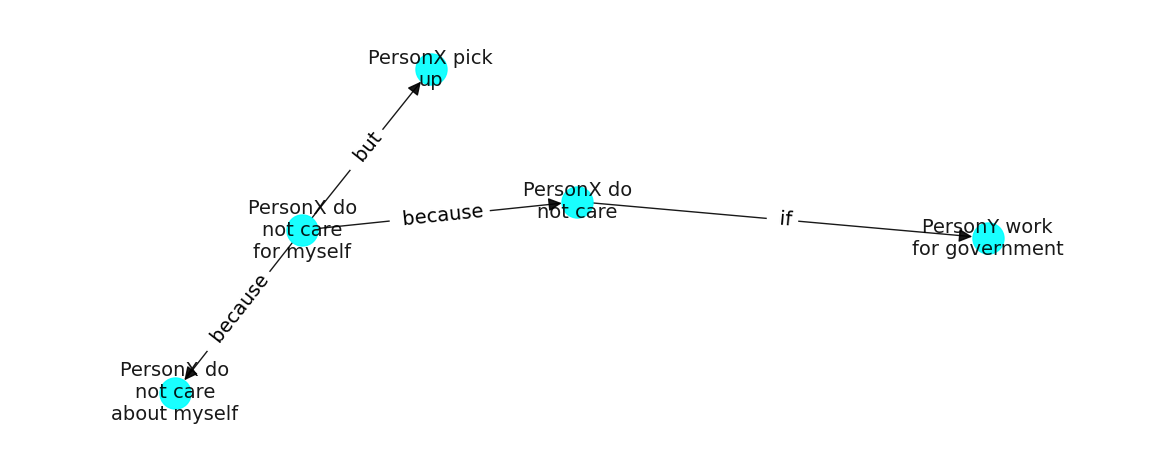 PersonX pick
up
but
PersonX do
not care
for myself
because
PersonX do
not care
if
PersonY work
for government
because
PersonX do
not care
about myself